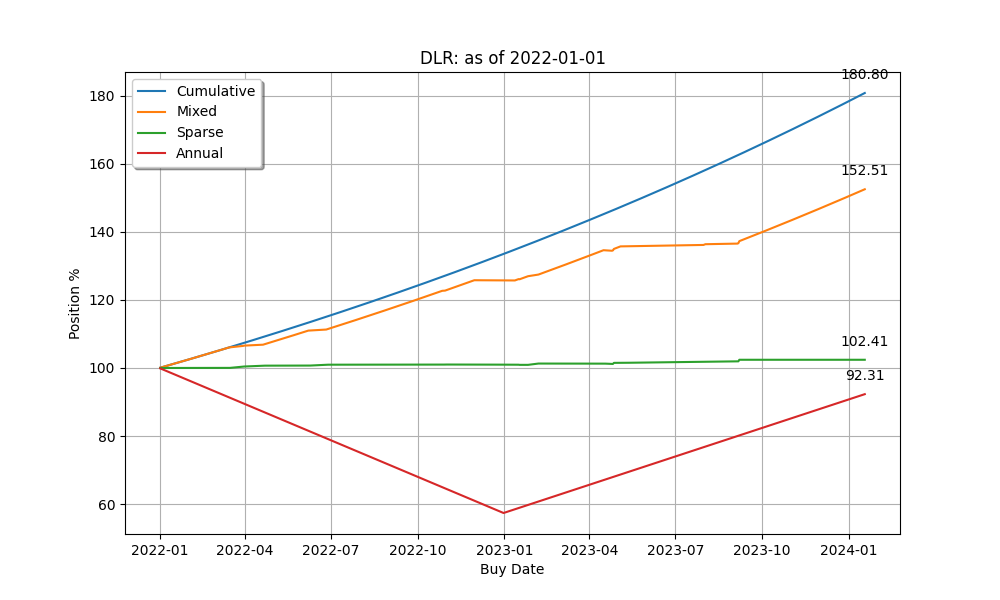 DLR: as of 2022-01-01
180.80
180
Cumulative
Mixed
Sparse
Annual
160
152.51
140
120
102.41
100
92.31
80
60
Position %
2022-01 2022-04 2022-07 2022-10 2023-01 2023-04 2023-07 2023-10 2024-01
Buy Date